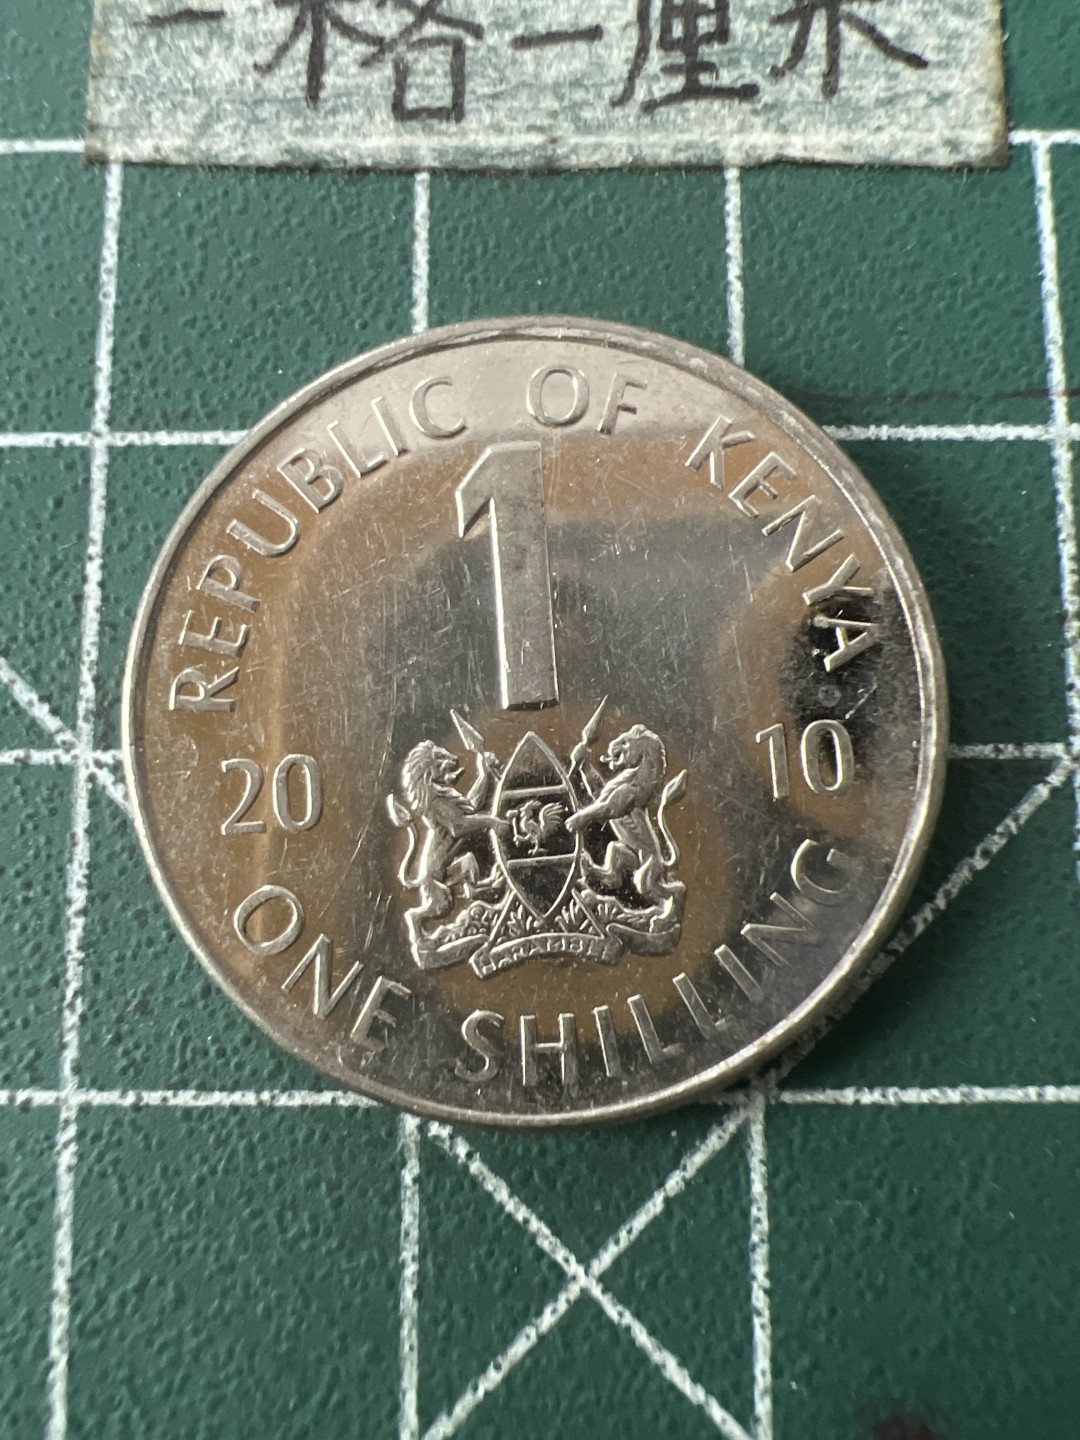 一格一厘米
REPUBLIC OF KENYA
1
20 10
HARAMBEE
ONE SHILLING